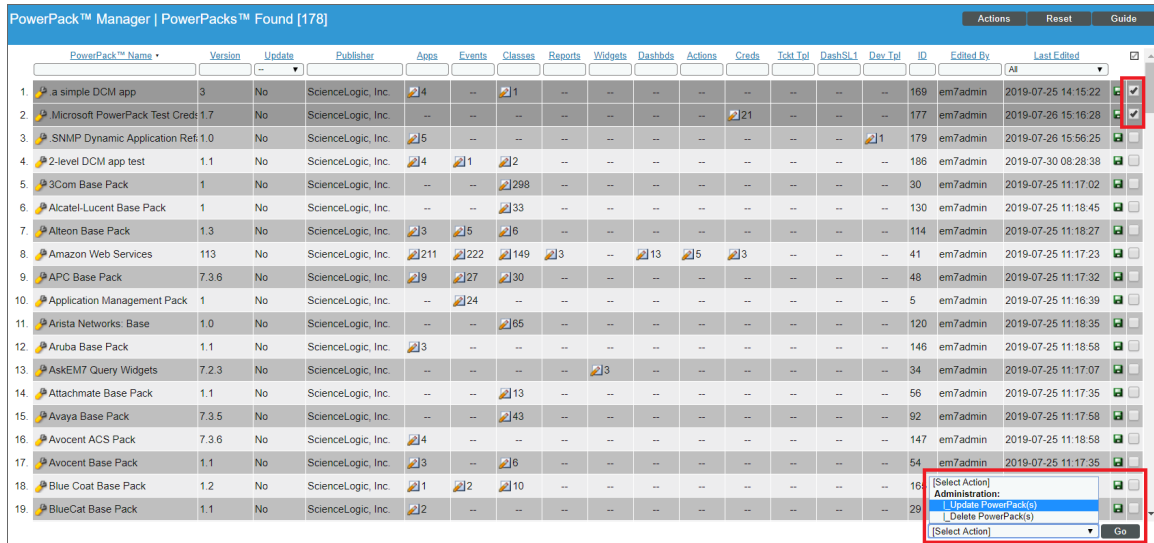 PowerPack™ Manager | PowerPacks™ Found [178] Actions Reset Guide
PowerPack™ Name • Version Update Publisher Apps Events Classes Reports Widgets Dashbds Actions Creds Tckt Tpl DashSL1 Dev Tpl ID Edited By Last Edited
-- All
1. .a simple DCM app 3 No ScienceLogic, Inc. 4 -- 1 -- -- -- -- -- -- -- -- 169 em7admin 2019-07-25 14:15:22
2. .Microsoft PowerPack Test Creds 1.7 No ScienceLogic, Inc. -- -- -- -- -- -- -- 21 -- -- -- 177 em7admin 2019-07-26 15:16:28
3. .SNMP Dynamic Application Refa 1.0 No ScienceLogic, Inc. 5 -- -- -- -- -- -- -- -- -- 1 179 em7admin 2019-07-26 15:56:25
4. 2-level DCM app test 1.1 No ScienceLogic, Inc. 4 1 2 -- -- -- -- -- -- -- -- 186 em7admin 2019-07-30 08:28:38
5. 3Com Base Pack 1 No ScienceLogic, Inc. -- -- 298 -- -- -- -- -- -- -- -- 30 em7admin 2019-07-25 11:17:02
6. Alcatel-Lucent Base Pack 1 No ScienceLogic, Inc. -- -- 33 -- -- -- -- -- -- -- -- 130 em7admin 2019-07-25 11:18:45
7. Alteon Base Pack 1.3 No ScienceLogic, Inc. 3 5 6 -- -- -- -- -- -- -- -- 114 em7admin 2019-07-25 11:18:27
8. Amazon Web Services 113 No ScienceLogic, Inc. 211 222 149 3 -- 13 5 3 -- -- -- 41 em7admin 2019-07-25 11:17:23
9. APC Base Pack 7.3.6 No ScienceLogic, Inc. 9 27 30 -- -- -- -- -- -- -- -- 48 em7admin 2019-07-25 11:17:32
10. Application Management Pack 1 No ScienceLogic, Inc. -- 24 -- -- -- -- -- -- -- -- -- 5 em7admin 2019-07-25 11:16:39
11. Arista Networks: Base 1.0 No ScienceLogic, Inc. -- -- 65 -- -- -- -- -- -- -- -- 120 em7admin 2019-07-25 11:18:35
12. Aruba Base Pack 1.1 No ScienceLogic, Inc. 3 -- -- -- -- -- -- -- -- -- -- 146 em7admin 2019-07-25 11:18:58
13. AskEM7 Query Widgets 7.2.3 No ScienceLogic, Inc. -- -- -- -- 3 -- -- -- -- -- -- 34 em7admin 2019-07-25 11:17:07
14. Attachmate Base Pack 1.1 No ScienceLogic, Inc. -- -- 13 -- -- -- -- -- -- -- -- 56 em7admin 2019-07-25 11:17:35
15. Avaya Base Pack 7.3.5 No ScienceLogic, Inc. -- -- 43 -- -- -- -- -- -- -- -- 92 em7admin 2019-07-25 11:17:58
16. Avocent ACS Pack 7.3.6 No ScienceLogic, Inc. 4 -- -- -- -- -- -- -- -- -- -- 147 em7admin 2019-07-25 11:18:58
17. Avocent Base Pack 1.1 No ScienceLogic, Inc. 3 -- 6 -- -- -- -- -- -- -- -- 54 em7admin 2019-07-25 11:17:35
18. Blue Coat Base Pack 1.2 No ScienceLogic, Inc. 1 2 10 -- -- -- -- -- -- -- --
19. BlueCat Base Pack 1.1 No ScienceLogic, Inc. 2 -- -- -- -- -- -- -- -- -- -- 29
[Select Action]
Administration:
|_Update PowerPack(s)
|_Delete PowerPack(s)
[Select Action] Go